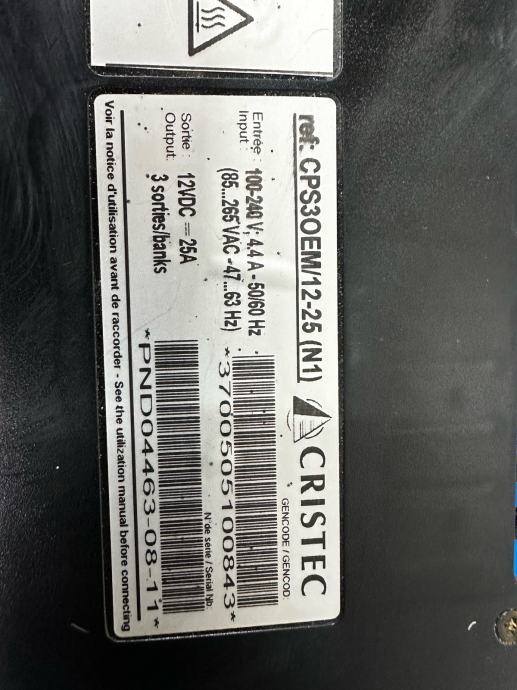 ref: CPS3OEM/12-25 (N1)
CRISTEC
GENCODE / GENCOD:
Entrée : 100-240 V; 4,4 A - 50/60 Hz
Input : (85...265 VAC -47...63 Hz)
*3700505100843*
Sortie : 12VDC ⎓ 25A
Output: 3 sorties/banks
N°de série / Serial Nb:
*PND04463-08-11*
Voir la notice d'utilisation avant de raccorder - See the utilization manual before connecting